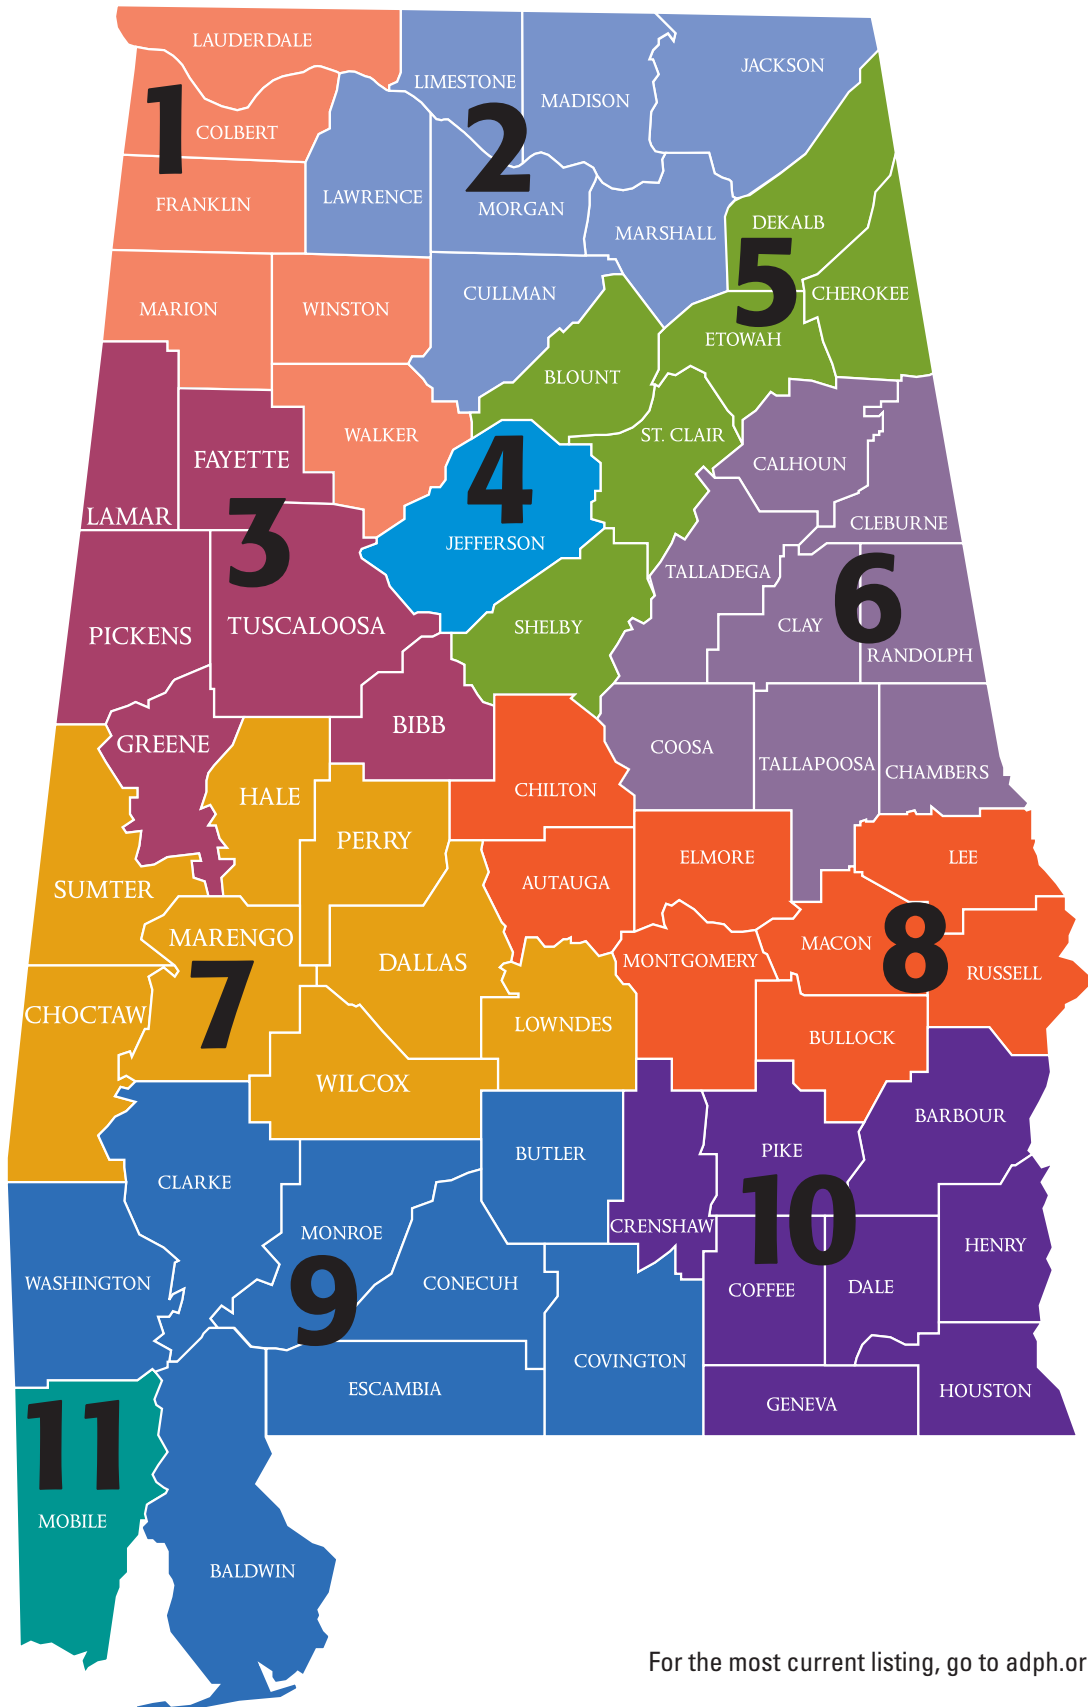 LAUDERDALE
LIMESTONE
MADISON
JACKSON
1
COLBERT
2
FRANKLIN
LAWRENCE
MORGAN
MARSHALL
DEKALB
5
CHEROKEE
MARION
WINSTON
CULLMAN
ETOWAH
BLOUNT
WALKER
ST. CLAIR
FAYETTE
4
CALHOUN
LAMAR
3
JEFFERSON
CLEBURNE
TALLADEGA
6
PICKENS
TUSCALOOSA
SHELBY
CLAY
RANDOLPH
GREENE
BIBB
COOSA
TALLAPOOSA
CHAMBERS
HALE
CHILTON
PERRY
ELMORE
LEE
SUMTER
AUTAUGA
MARENGO
DALLAS
MONTGOMERY
MACON
8
RUSSELL
7
CHOCTAW
LOWNDES
BULLOCK
WILCOX
BARBOUR
BUTLER
PIKE
CLARKE
10
CRENSHAW
MONROE
HENRY
WASHINGTON
9
CONECUH
COFFEE
DALE
COVINGTON
ESCAMBIA
GENEVA
HOUSTON
11
MOBILE
BALDWIN
For the most current listing, go to adph.or